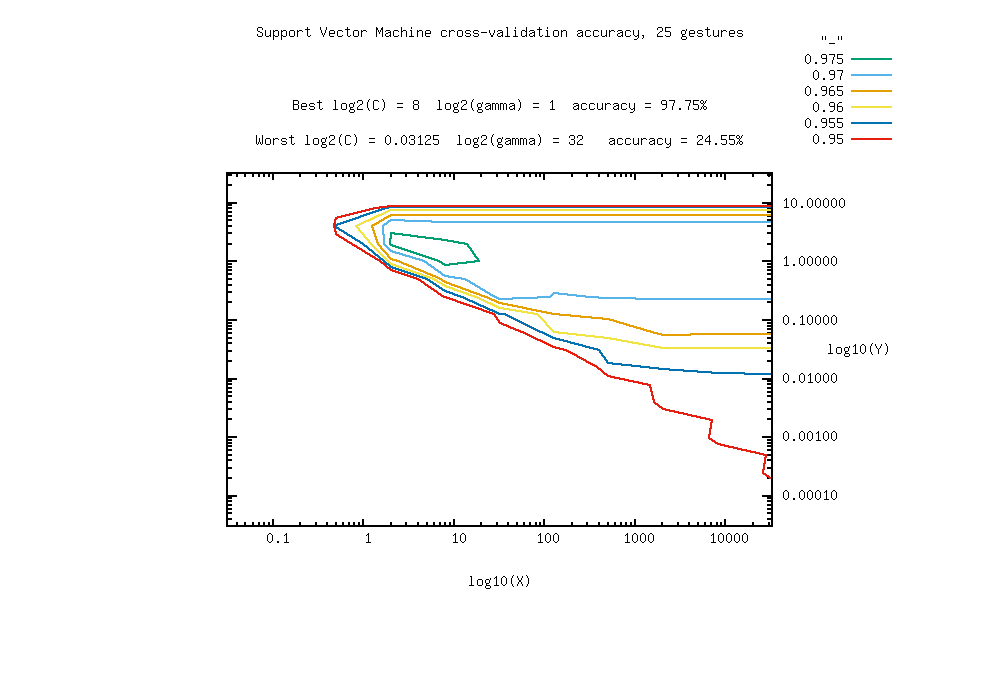 Support Vector Machine cross-validation accuracy, 25 gestures
"_"
0.975
0.97
0.965
0.96
0.955
0.95
Best log2(C) = 8  log2(gamma) = 1  accuracy = 97.75%
Worst log2(C) = 0.03125  log2(gamma) = 32   accuracy = 24.55%
10.00000
1.00000
0.10000
log10(Y)
0.01000
0.00100
0.00010
0.1 1 10 100 1000 10000
log10(X)